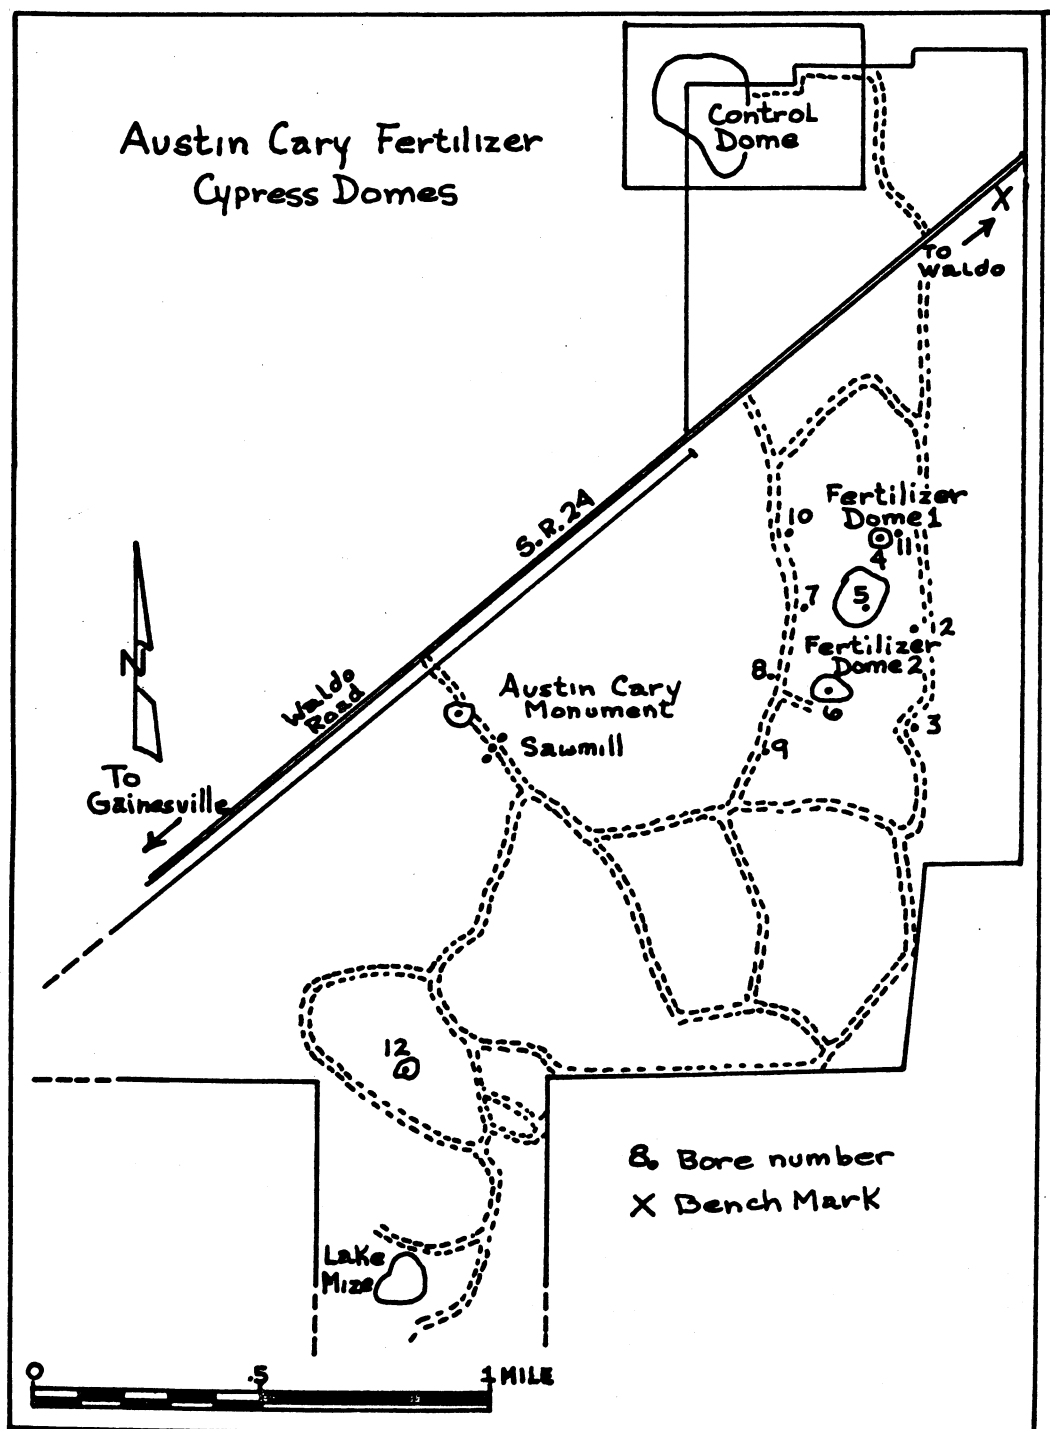 Austin Cary Fertilizer
Cypress Domes
Control
Dome
X
To
Waldo
S.R. 24
Fertilizer
Dome 1
10
11
4
7
5
2
Fertilizer
Dome 2
8.
6
3
9
N
Waldo
Road
Austin Cary
Monument
Sawmill
To
Gainesville
12
8. Bore number
X Bench Mark
Lake
Mize
0 .5 1 MILE